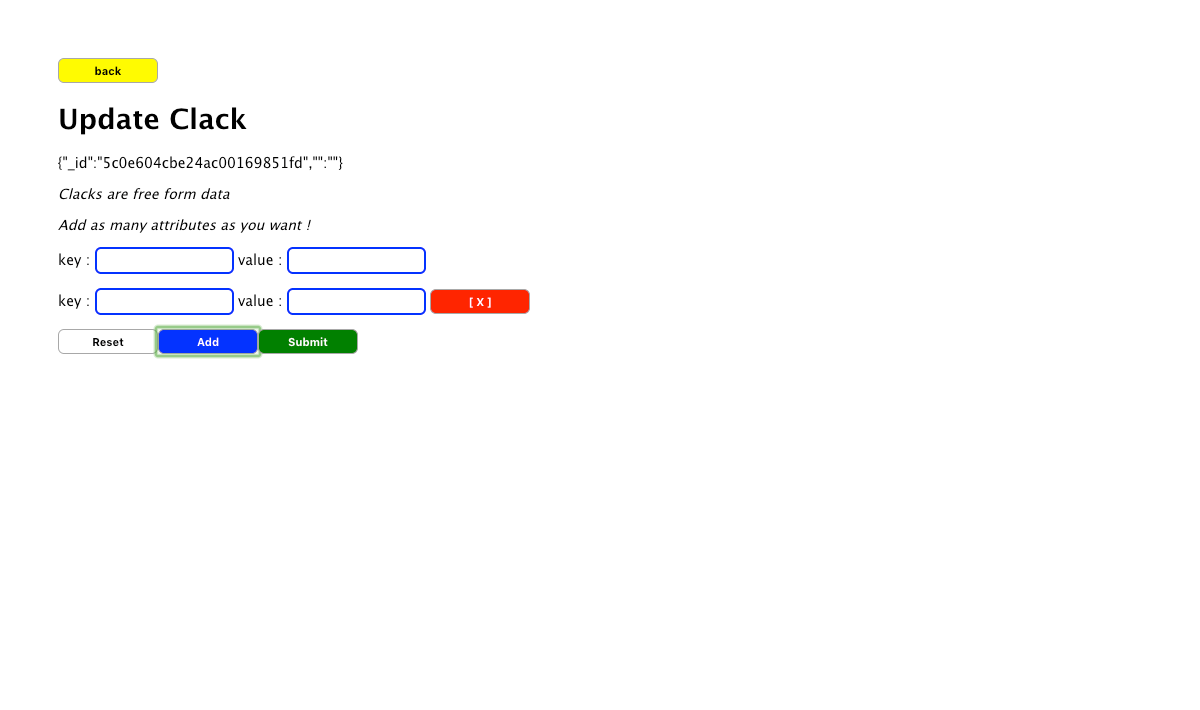 back
Update Clack
{"_id":"5c0e604cbe24ac00169851fd","":""}
Clacks are free form data
Add as many attributes as you want !
key : value :
key : value : [ X ]
Reset Add Submit